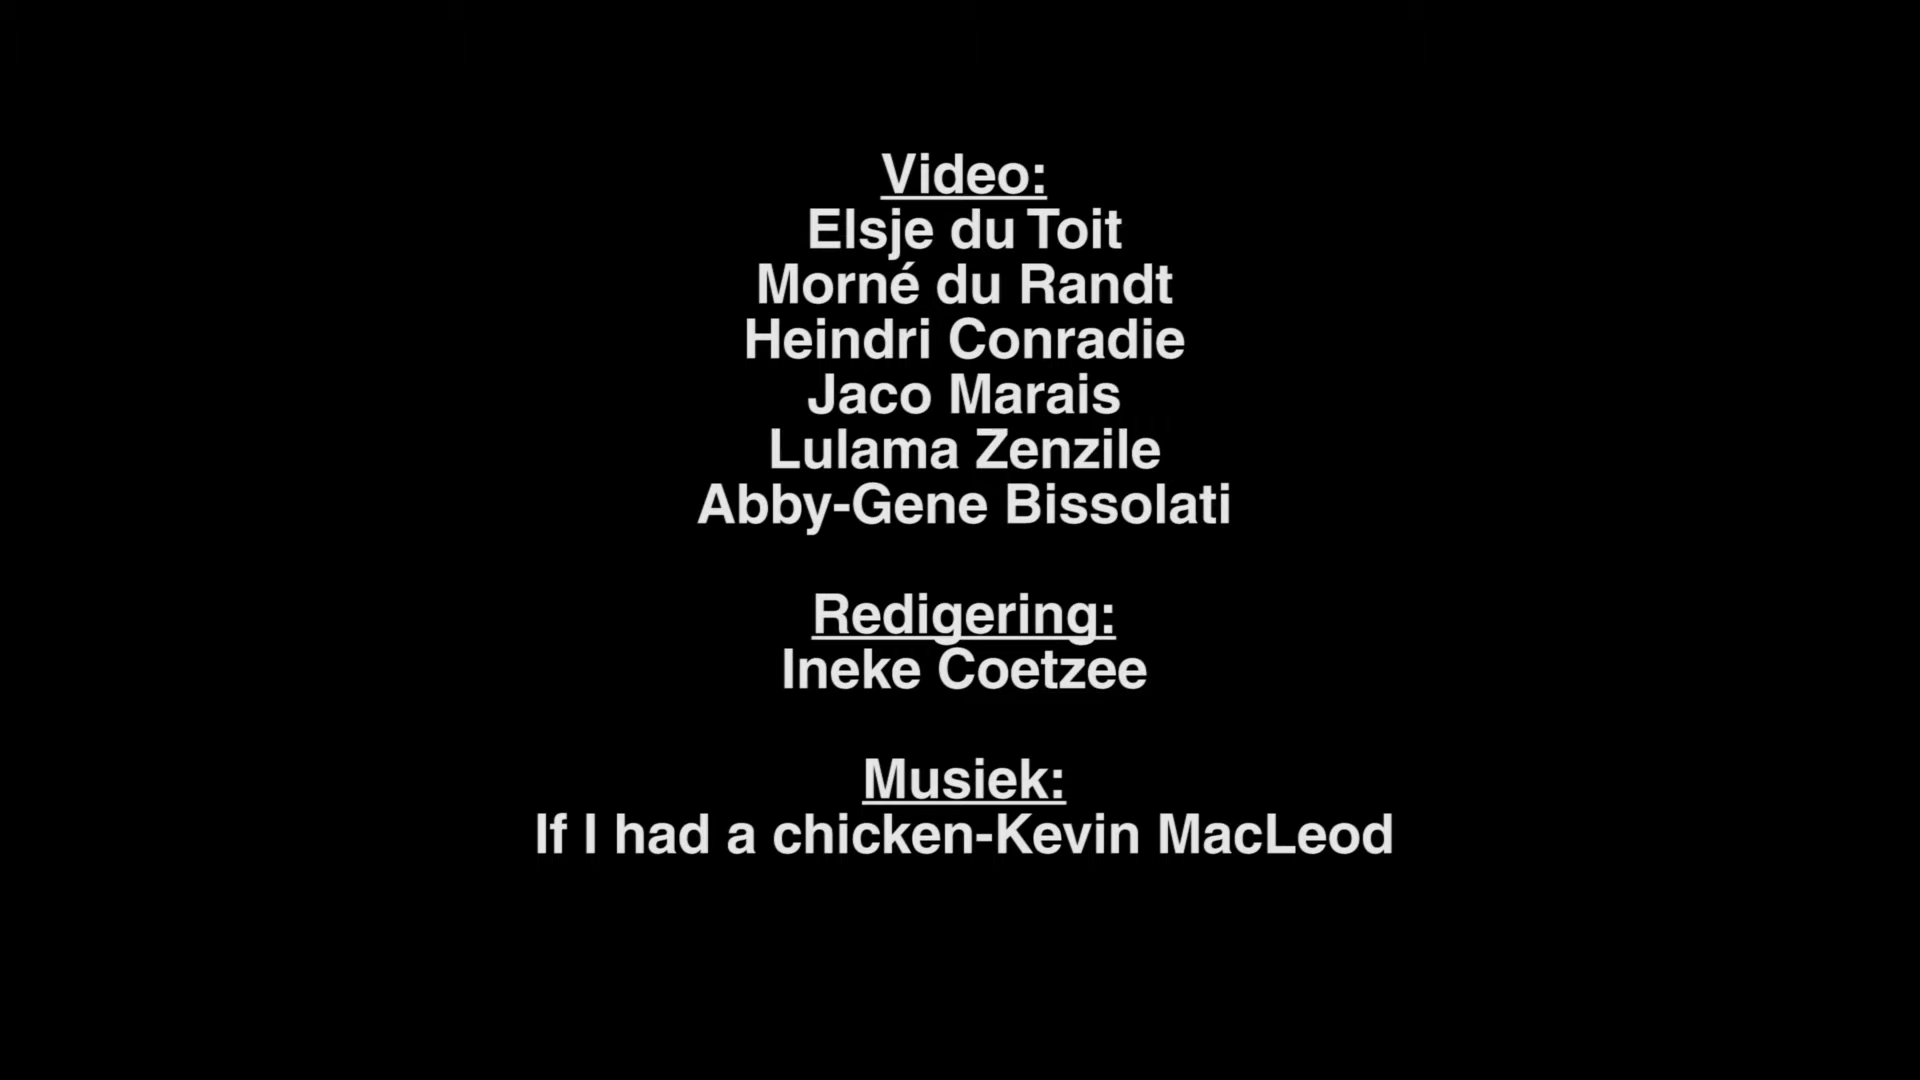 Video:
Elsje du Toit
Morné du Randt
Heindri Conradie
Jaco Marais
Lulama Zenzile
Abby-Gene Bissolati
Redigering:
Ineke Coetzee
Musiek:
If I had a chicken-Kevin MacLeod